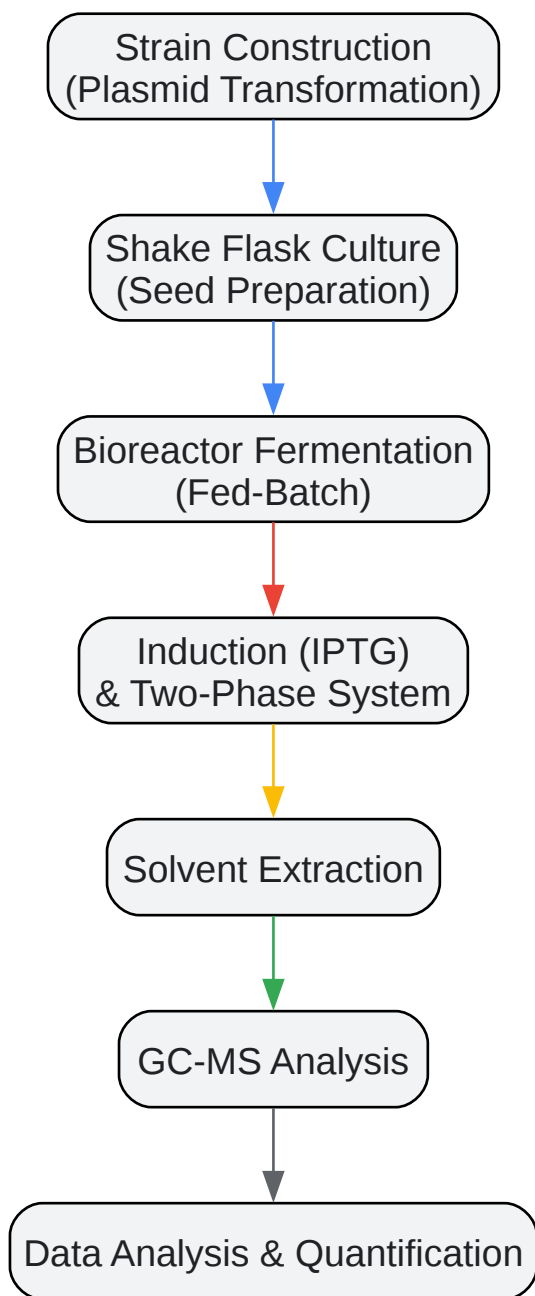 Strain Construction
(Plasmid Transformation)
Shake Flask Culture
(Seed Preparation)
Bioreactor Fermentation
(Fed-Batch)
Induction (IPTG)
& Two-Phase System
Solvent Extraction
GC-MS Analysis
Data Analysis & Quantification